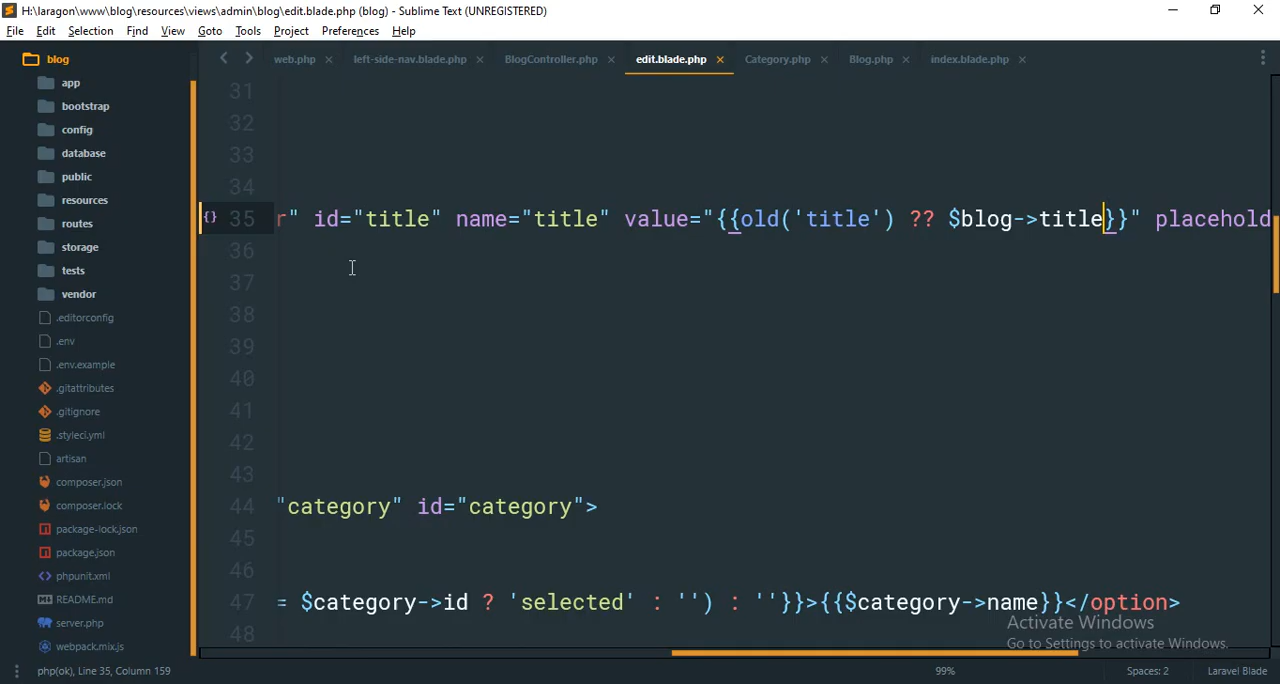 H:\laragon\www\blog\resources\views\admin\blog\edit.blade.php (blog) - Sublime Text (UNREGISTERED)
File Edit Selection Find View Goto Tools Project Preferences Help
blog
app
bootstrap
config
database
public
resources
routes
storage
tests
vendor
.editorconfig
.env
.env.example
.gitattributes
.gitignore
.styleci.yml
artisan
composer.json
composer.lock
package-lock.json
package.json
phpunit.xml
README.md
server.php
webpack.mix.js
web.php left-side-nav.blade.php BlogController.php edit.blade.php Category.php Blog.php index.blade.php
31
32
33
34
{} 35 r" id="title" name="title" value="{{old('title') ?? $blog->title}}" placehold
36
37
38
39
40
41
42
43
44 "category" id="category">
45
46
47 = $category->id ? 'selected' : '') : ''}}>{{$category->name}}</option>
48
Activate Windows
Go to Settings to activate Windows.
php(ok), Line 35, Column 159 99% Spaces: 2 Laravel Blade